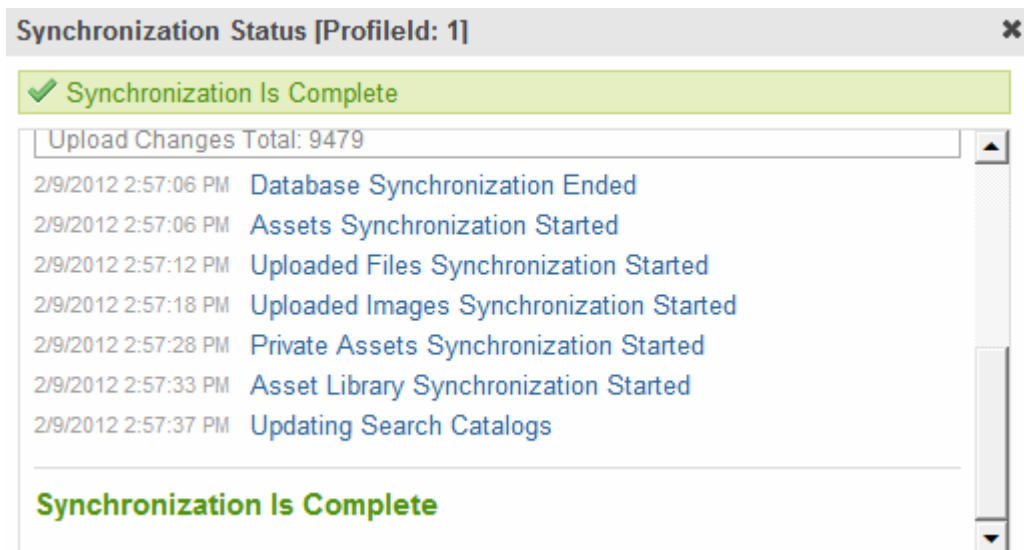 Synchronization Status [ProfileId: 1]
Synchronization Is Complete
Upload Changes Total: 9479
2/9/2012 2:57:06 PM Database Synchronization Ended
2/9/2012 2:57:06 PM Assets Synchronization Started
2/9/2012 2:57:12 PM Uploaded Files Synchronization Started
2/9/2012 2:57:18 PM Uploaded Images Synchronization Started
2/9/2012 2:57:28 PM Private Assets Synchronization Started
2/9/2012 2:57:33 PM Asset Library Synchronization Started
2/9/2012 2:57:37 PM Updating Search Catalogs
Synchronization Is Complete